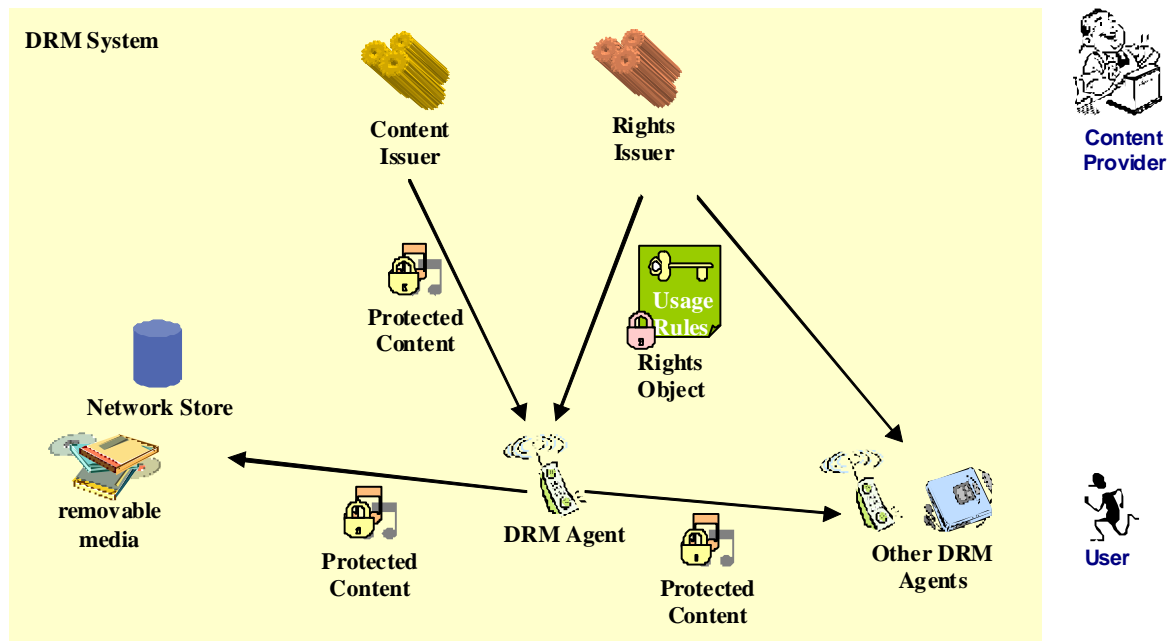 DRM System
Content
Issuer
Rights
Issuer
Content
Provider
Protected
Content
Usage
Rules
Rights
Object
Network Store
removable
media
Protected
Content
DRM Agent
Protected
Content
Other DRM
Agents
User